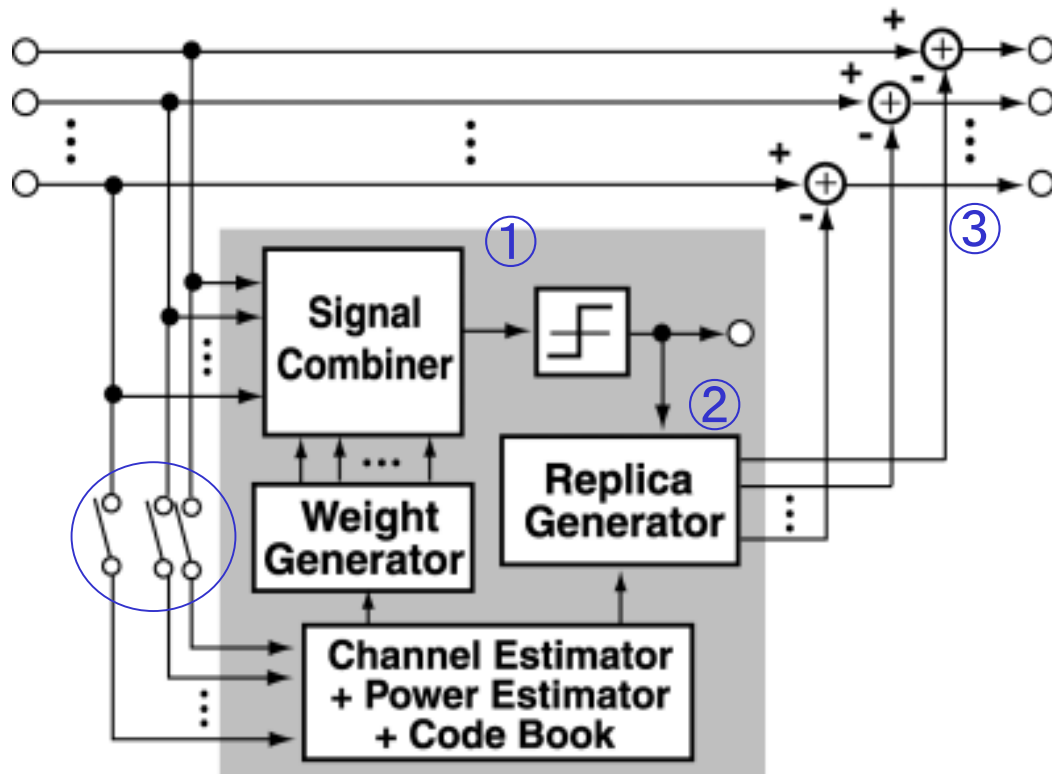 +
+
-
-
+
-
①
③
Signal
Combiner
②
Replica
Generator
Weight
Generator
Channel Estimator
+ Power Estimator
+ Code Book